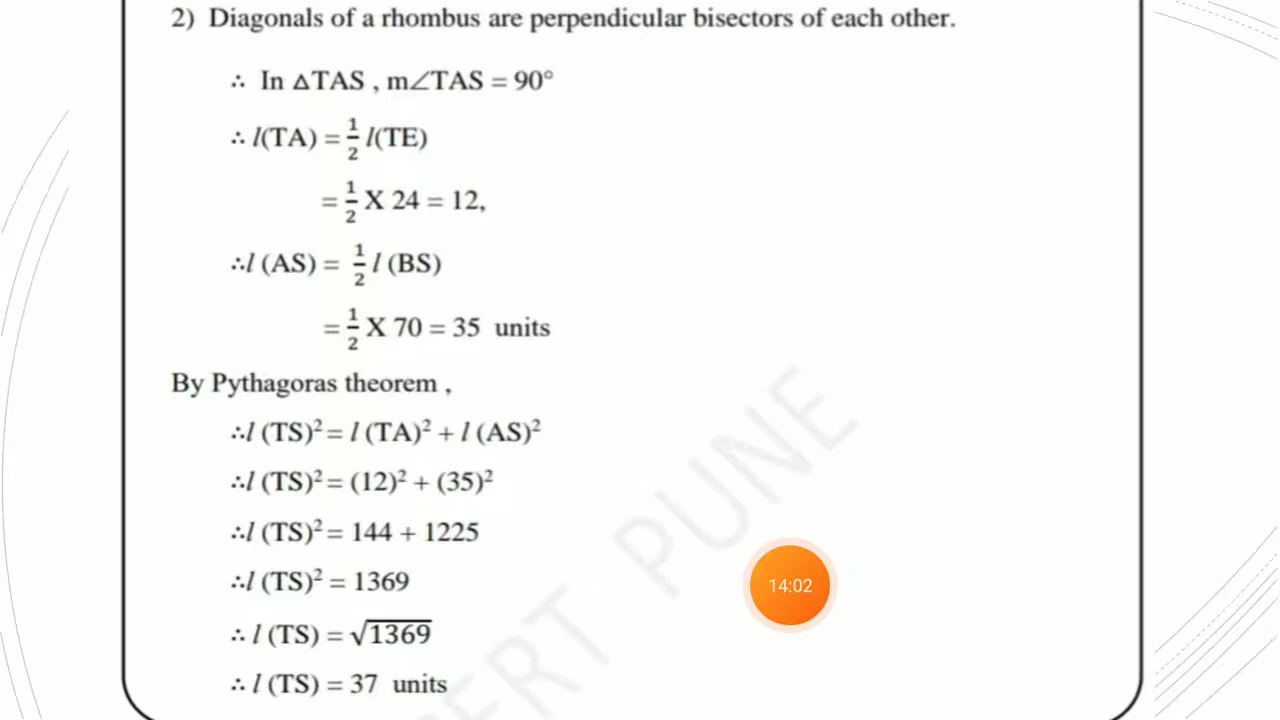 2) Diagonals of a rhombus are perpendicular bisectors of each other.
∴ In △TAS , m∠TAS = 90°
∴ l(TA) = 1/2 l(TE)
= 1/2 X 24 = 12,
∴l (AS) = 1/2 l (BS)
= 1/2 X 70 = 35 units
By Pythagoras theorem ,
∴l (TS)² = l (TA)² + l (AS)²
∴l (TS)² = (12)² + (35)²
∴l (TS)² = 144 + 1225
∴l (TS)² = 1369
∴ l (TS) = √1369
∴ l (TS) = 37 units
14:02
ERT PUNE